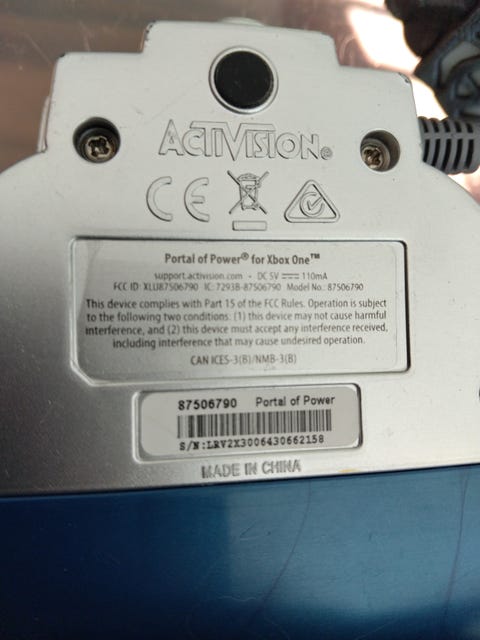 ACTIVISION®
CE
Portal of Power® for Xbox One™
support.activision.com • DC 5V ⎓ 110mA
FCC ID: XLU87506790 IC: 7293B-87506790 Model No.: 87506790
This device complies with Part 15 of the FCC Rules. Operation is subject
to the following two conditions: (1) this device may not cause harmful
interference, and (2) this device must accept any interference received,
including interference that may cause undesired operation.
CAN ICES-3(B)/NMB-3(B)
87506790 Portal of Power
S/N:LRV2X3006430662158
MADE IN CHINA